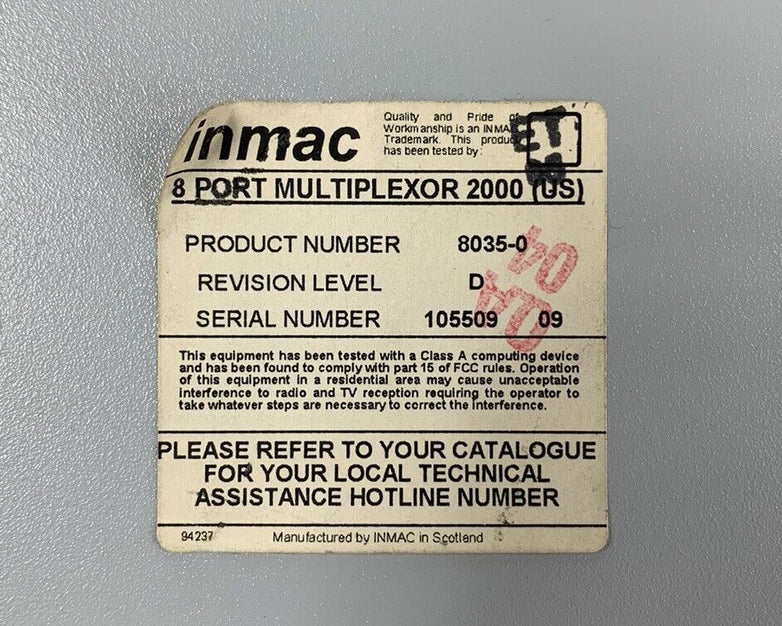 inmac
Quality and Pride of
Workmanship is an INMAC
Trademark. This product
has been tested by:
ET
8 PORT MULTIPLEXOR 2000 (US)
PRODUCT NUMBER 8035-0
REVISION LEVEL D
SERIAL NUMBER 105509 09
04
QA
This equipment has been tested with a Class A computing device
and has been found to comply with part 15 of FCC rules. Operation
of this equipment in a residential area may cause unacceptable
interference to radio and TV reception requiring the operator to
take whatever steps are necessary to correct the interference.
PLEASE REFER TO YOUR CATALOGUE
FOR YOUR LOCAL TECHNICAL
ASSISTANCE HOTLINE NUMBER
94237 Manufactured by INMAC in Scotland